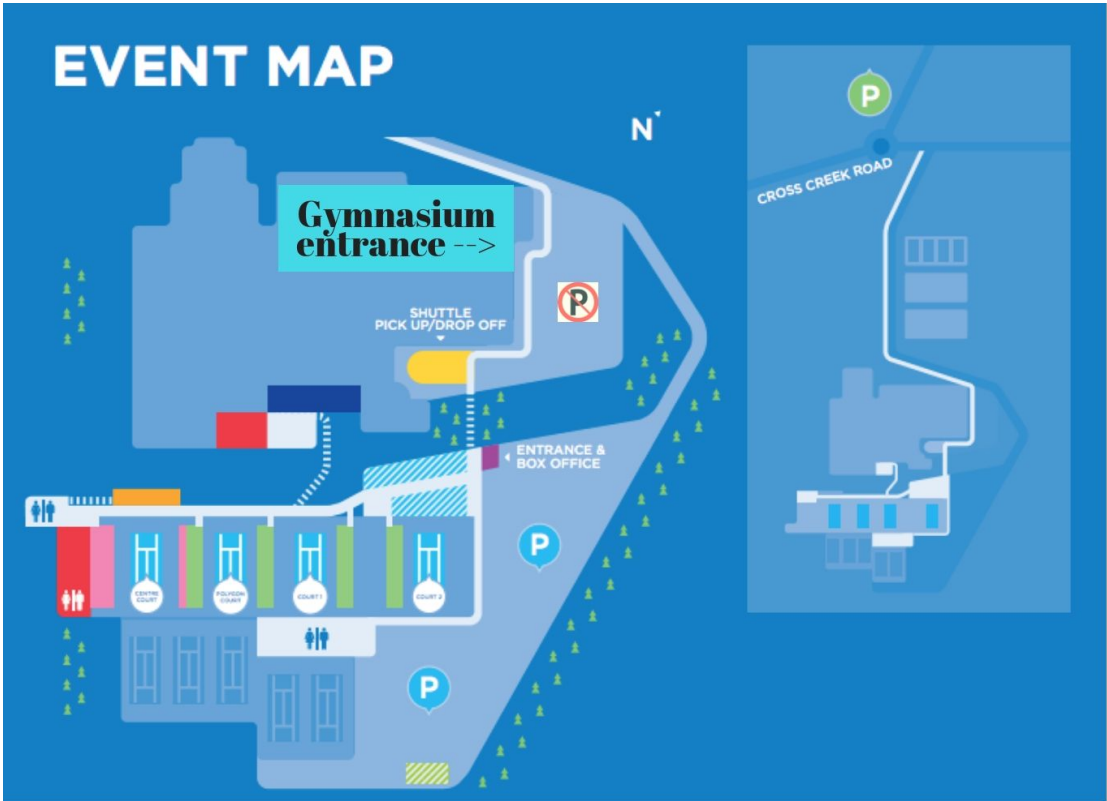 EVENT MAP
N
P
CROSS CREEK ROAD
Gymnasium
entrance -->
P
SHUTTLE
PICK UP/DROP OFF
ENTRANCE &
BOX OFFICE
P
CENTRE
COURT
POLYGON
COURT
COURT 1
COURT 2
P